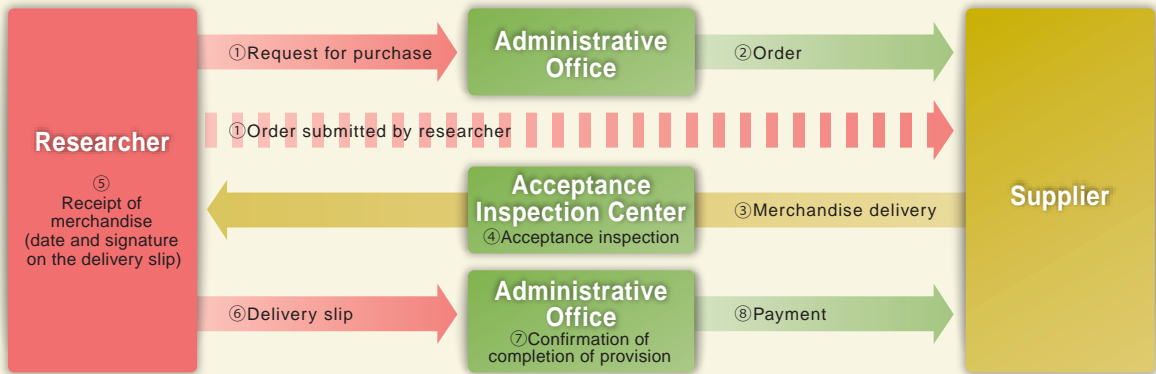 ①Request for purchase
Administrative
Office
②Order
①Order submitted by researcher
Researcher
⑤
Receipt of
merchandise
(date and signature
on the delivery slip)
Acceptance
Inspection Center
④Acceptance inspection
③Merchandise delivery
Supplier
⑥Delivery slip
Administrative
Office
⑦Confirmation of
completion of provision
⑧Payment